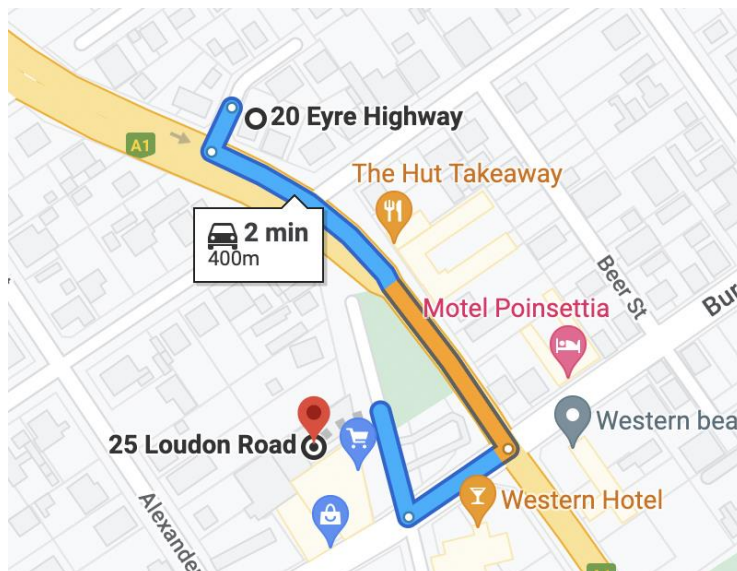 20 Eyre Highway
A1
The Hut Takeaway
2 min
400m
Beer St
Motel Poinsettia
Bur
25 Loudon Road
Western bea
Western Hotel
Alexander